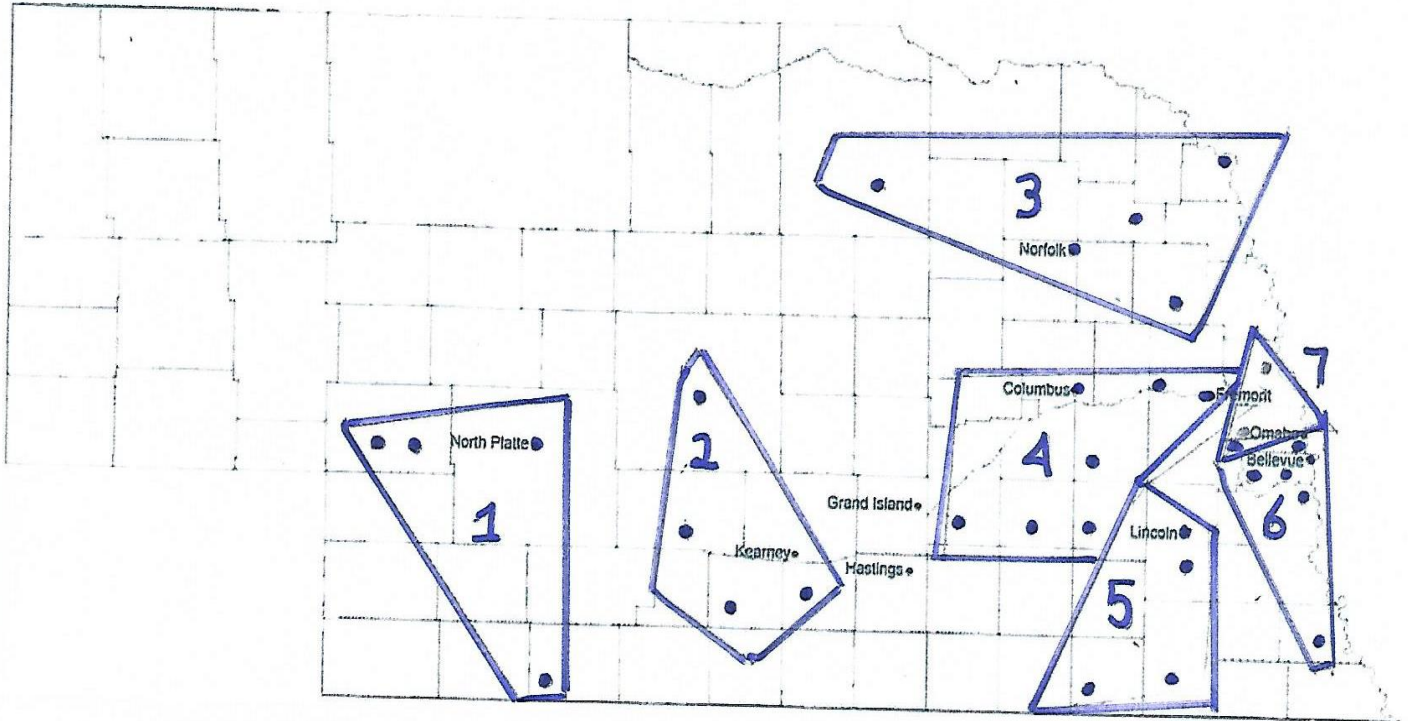 3
Norfolk
7
Columbus
Fremont
North Platte
2
4
Omaha
Bellevue
Grand Island
1
6
Kearney
Lincoln
Hastings
5